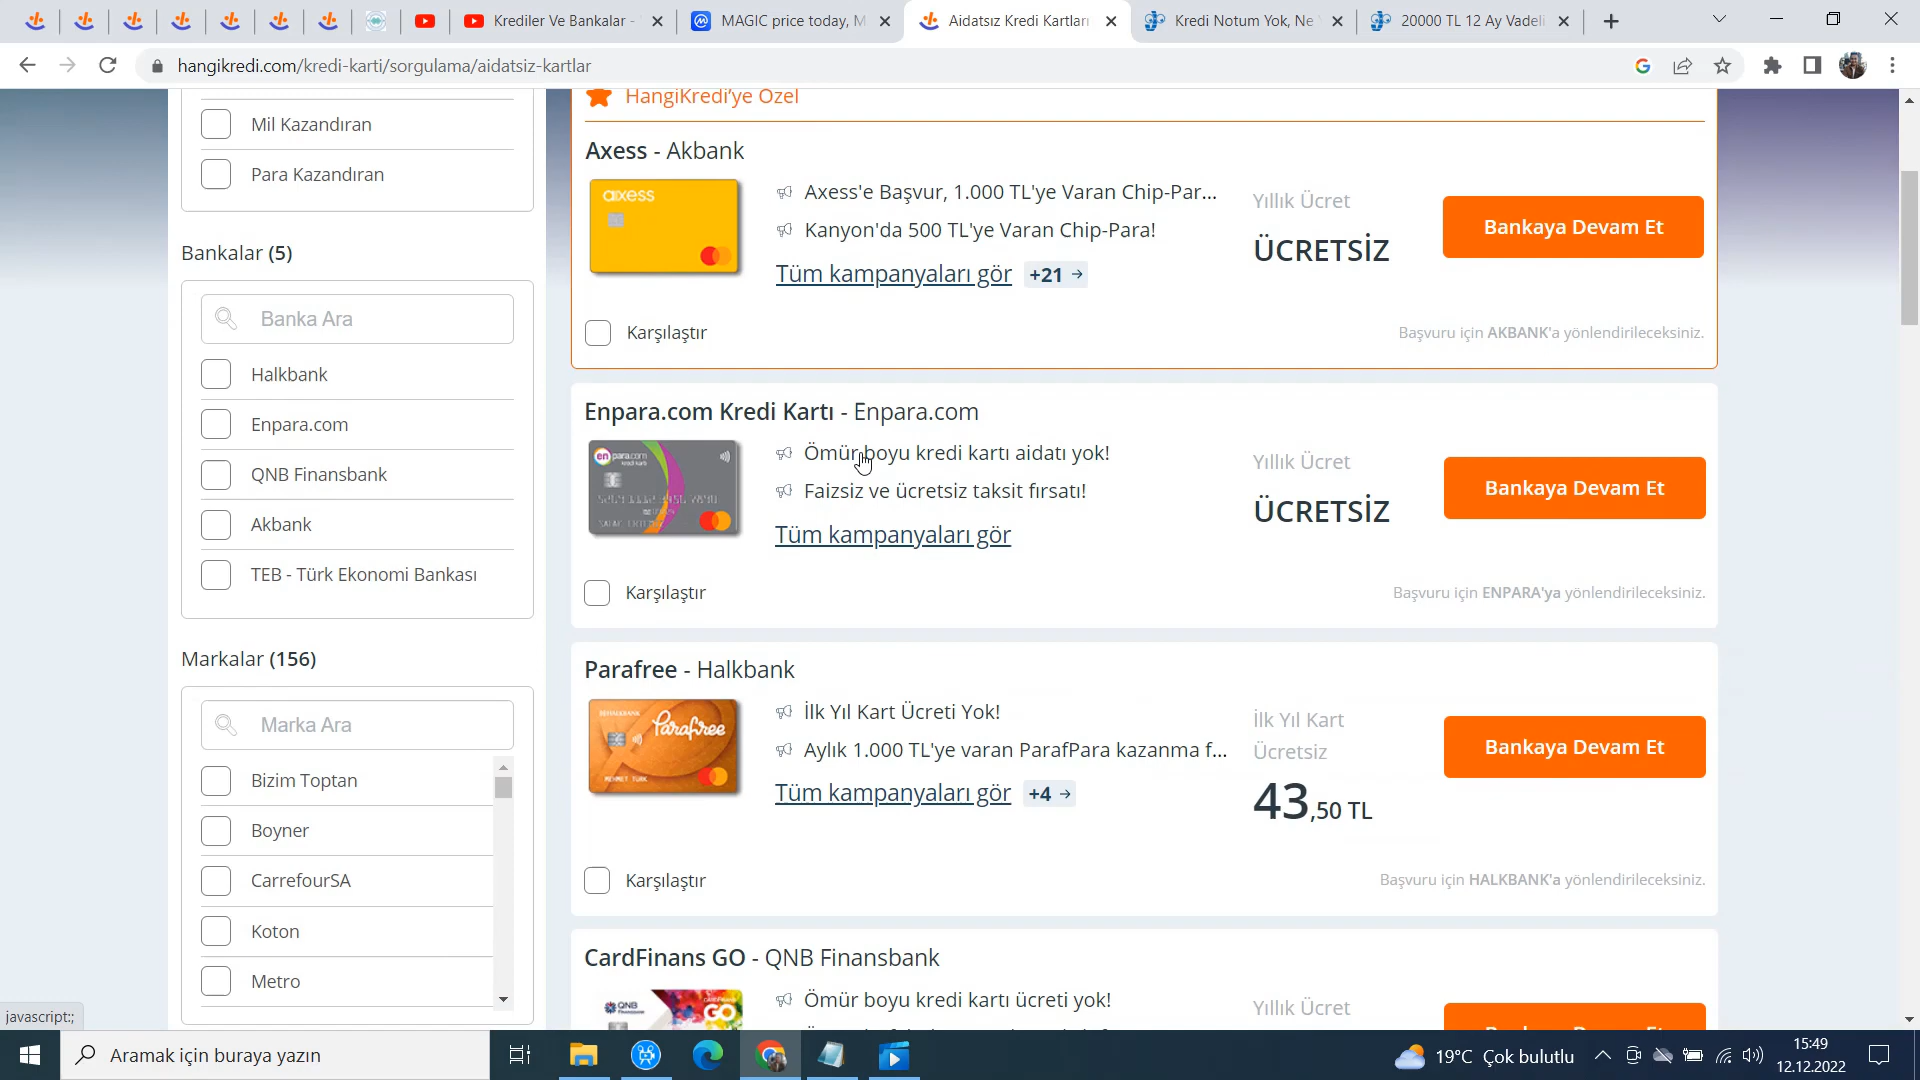 Krediler Ve Bankalar -
MAGIC price today, M
Aidatsız Kredi Kartları
Kredi Notum Yok, Ne Y
20000 TL 12 Ay Vadeli
hangikredi.com/kredi-karti/sorgulama/aidatsiz-kartlar
Mil Kazandıran
Para Kazandıran
Bankalar (5)
Banka Ara
Halkbank
Enpara.com
QNB Finansbank
Akbank
TEB - Türk Ekonomi Bankası
Markalar (156)
Marka Ara
Bizim Toptan
Boyner
CarrefourSA
Koton
Metro
javascript:;
HangiKredi'ye Özel
Axess - Akbank
axess
Axess'e Başvur, 1.000 TL'ye Varan Chip-Par...
Kanyon'da 500 TL'ye Varan Chip-Para!
Tüm kampanyaları gör +21
Yıllık Ücret
ÜCRETSİZ
Bankaya Devam Et
Karşılaştır
Başvuru için AKBANK'a yönlendirileceksiniz.
Enpara.com Kredi Kartı - Enpara.com
enpara.com
kredi kartı
Ömür boyu kredi kartı aidatı yok!
Faizsiz ve ücretsiz taksit fırsatı!
Tüm kampanyaları gör
Yıllık Ücret
ÜCRETSİZ
Bankaya Devam Et
Karşılaştır
Başvuru için ENPARA'ya yönlendirileceksiniz.
Parafree - Halkbank
Parafree
MEHMET TÜRK
İlk Yıl Kart Ücreti Yok!
Aylık 1.000 TL'ye varan ParafPara kazanma f...
Tüm kampanyaları gör +4
İlk Yıl Kart
Ücretsiz
43,50 TL
Bankaya Devam Et
Karşılaştır
Başvuru için HALKBANK'a yönlendirileceksiniz.
CardFinans GO - QNB Finansbank
QNB
GO
Ömür boyu kredi kartı ücreti yok!
Yıllık Ücret
Aramak için buraya yazın
19°C Çok bulutlu
15:49
12.12.2022